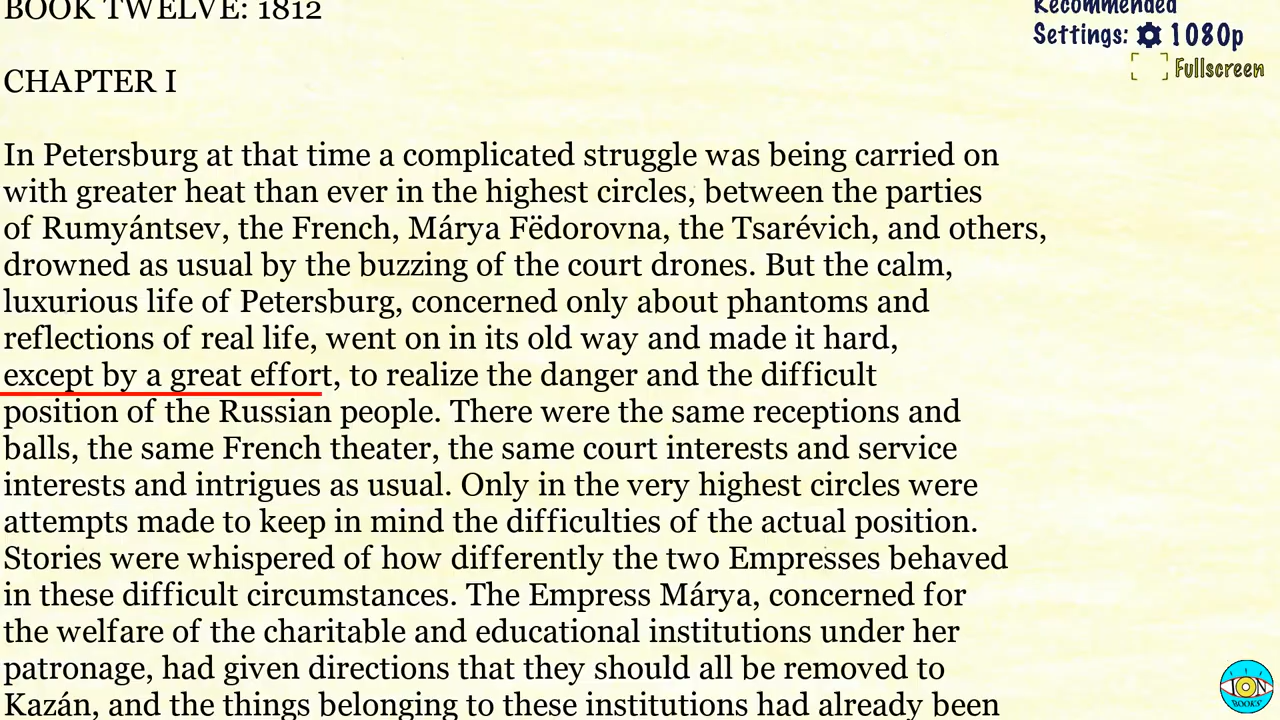 BOOK TWELVE: 1812
Recommended
Settings: 1080p
Fullscreen
CHAPTER I
In Petersburg at that time a complicated struggle was being carried on
with greater heat than ever in the highest circles, between the parties
of Rumyántsev, the French, Márya Fëdorovna, the Tsarévich, and others,
drowned as usual by the buzzing of the court drones. But the calm,
luxurious life of Petersburg, concerned only about phantoms and
reflections of real life, went on in its old way and made it hard,
except by a great effort, to realize the danger and the difficult
position of the Russian people. There were the same receptions and
balls, the same French theater, the same court interests and service
interests and intrigues as usual. Only in the very highest circles were
attempts made to keep in mind the difficulties of the actual position.
Stories were whispered of how differently the two Empresses behaved
in these difficult circumstances. The Empress Márya, concerned for
the welfare of the charitable and educational institutions under her
patronage, had given directions that they should all be removed to
Kazán, and the things belonging to these institutions had already been
ION
BOOKS